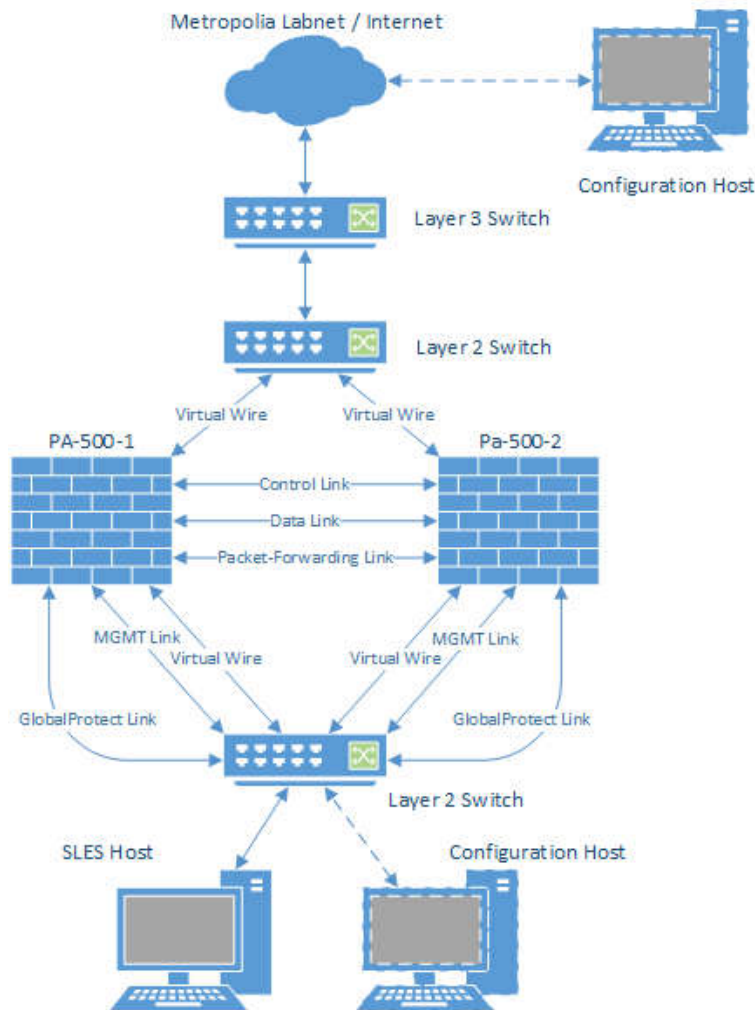 Metropolia Labnet / Internet
Configuration Host
Layer 3 Switch
Layer 2 Switch
Virtual Wire
Virtual Wire
PA-500-1
Pa-500-2
Control Link
Data Link
Packet-Forwarding Link
MGMT Link
MGMT Link
Virtual Wire
Virtual Wire
GlobalProtect Link
GlobalProtect Link
Layer 2 Switch
SLES Host
Configuration Host